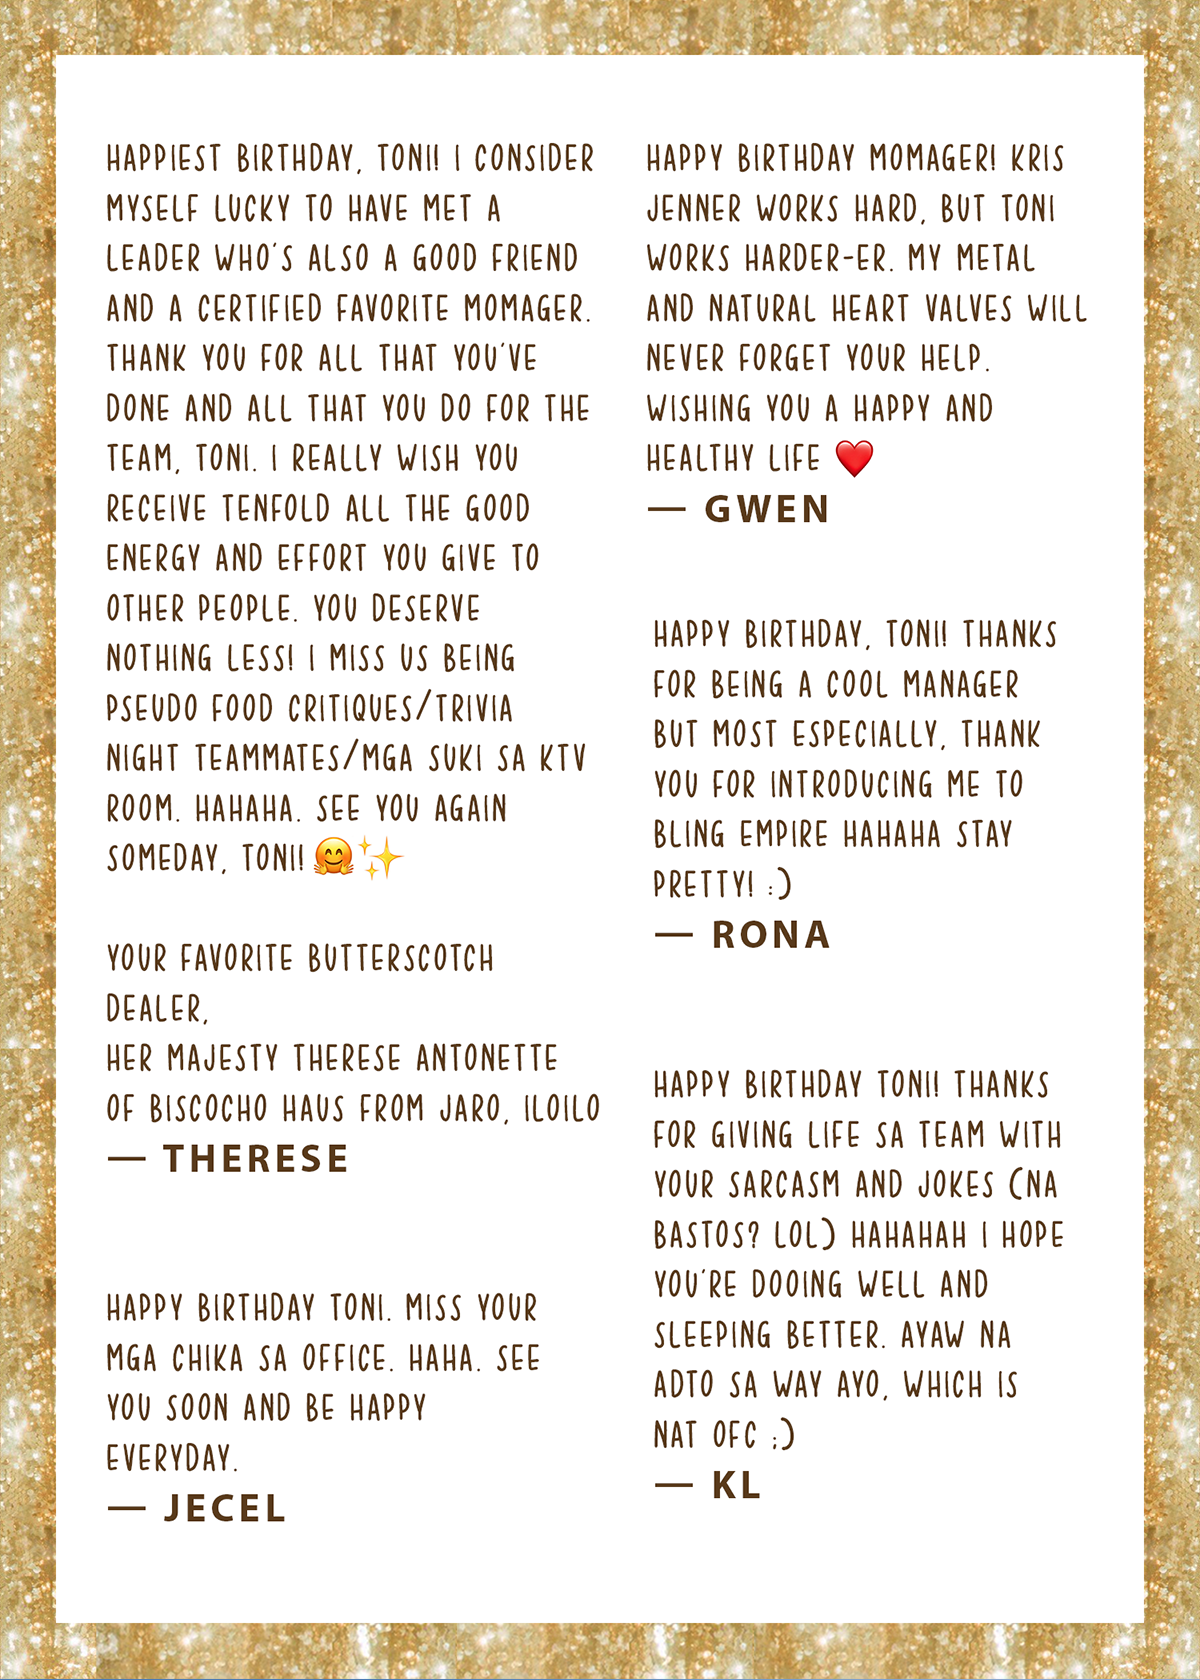 HAPPIEST BIRTHDAY, TONI! I CONSIDER
MYSELF LUCKY TO HAVE MET A
LEADER WHO'S ALSO A GOOD FRIEND
AND A CERTIFIED FAVORITE MOMAGER.
THANK YOU FOR ALL THAT YOU'VE
DONE AND ALL THAT YOU DO FOR THE
TEAM, TONI. I REALLY WISH YOU
RECEIVE TENFOLD ALL THE GOOD
ENERGY AND EFFORT YOU GIVE TO
OTHER PEOPLE. YOU DESERVE
NOTHING LESS! I MISS US BEING
PSEUDO FOOD CRITIQUES/TRIVIA
NIGHT TEAMMATES/MGA SUKI SA KTV
ROOM. HAHAHA. SEE YOU AGAIN
SOMEDAY, TONI! 🤗✨
YOUR FAVORITE BUTTERSCOTCH
DEALER,
HER MAJESTY THERESE ANTONETTE
OF BISCOCHO HAUS FROM JARO, ILOILO
— THERESE
HAPPY BIRTHDAY TONI. MISS YOUR
MGA CHIKA SA OFFICE. HAHA. SEE
YOU SOON AND BE HAPPY
EVERYDAY.
— JECEL
HAPPY BIRTHDAY MOMAGER! KRIS
JENNER WORKS HARD, BUT TONI
WORKS HARDER-ER. MY METAL
AND NATURAL HEART VALVES WILL
NEVER FORGET YOUR HELP.
WISHING YOU A HAPPY AND
HEALTHY LIFE ❤️
— GWEN
HAPPY BIRTHDAY, TONI! THANKS
FOR BEING A COOL MANAGER
BUT MOST ESPECIALLY, THANK
YOU FOR INTRODUCING ME TO
BLING EMPIRE HAHAHA STAY
PRETTY! :)
— RONA
HAPPY BIRTHDAY TONI! THANKS
FOR GIVING LIFE SA TEAM WITH
YOUR SARCASM AND JOKES (NA
BASTOS? LOL) HAHAHAH I HOPE
YOU'RE DOOING WELL AND
SLEEPING BETTER. AYAW NA
ADTO SA WAY AYO, WHICH IS
NAT OFC ;)
— KL